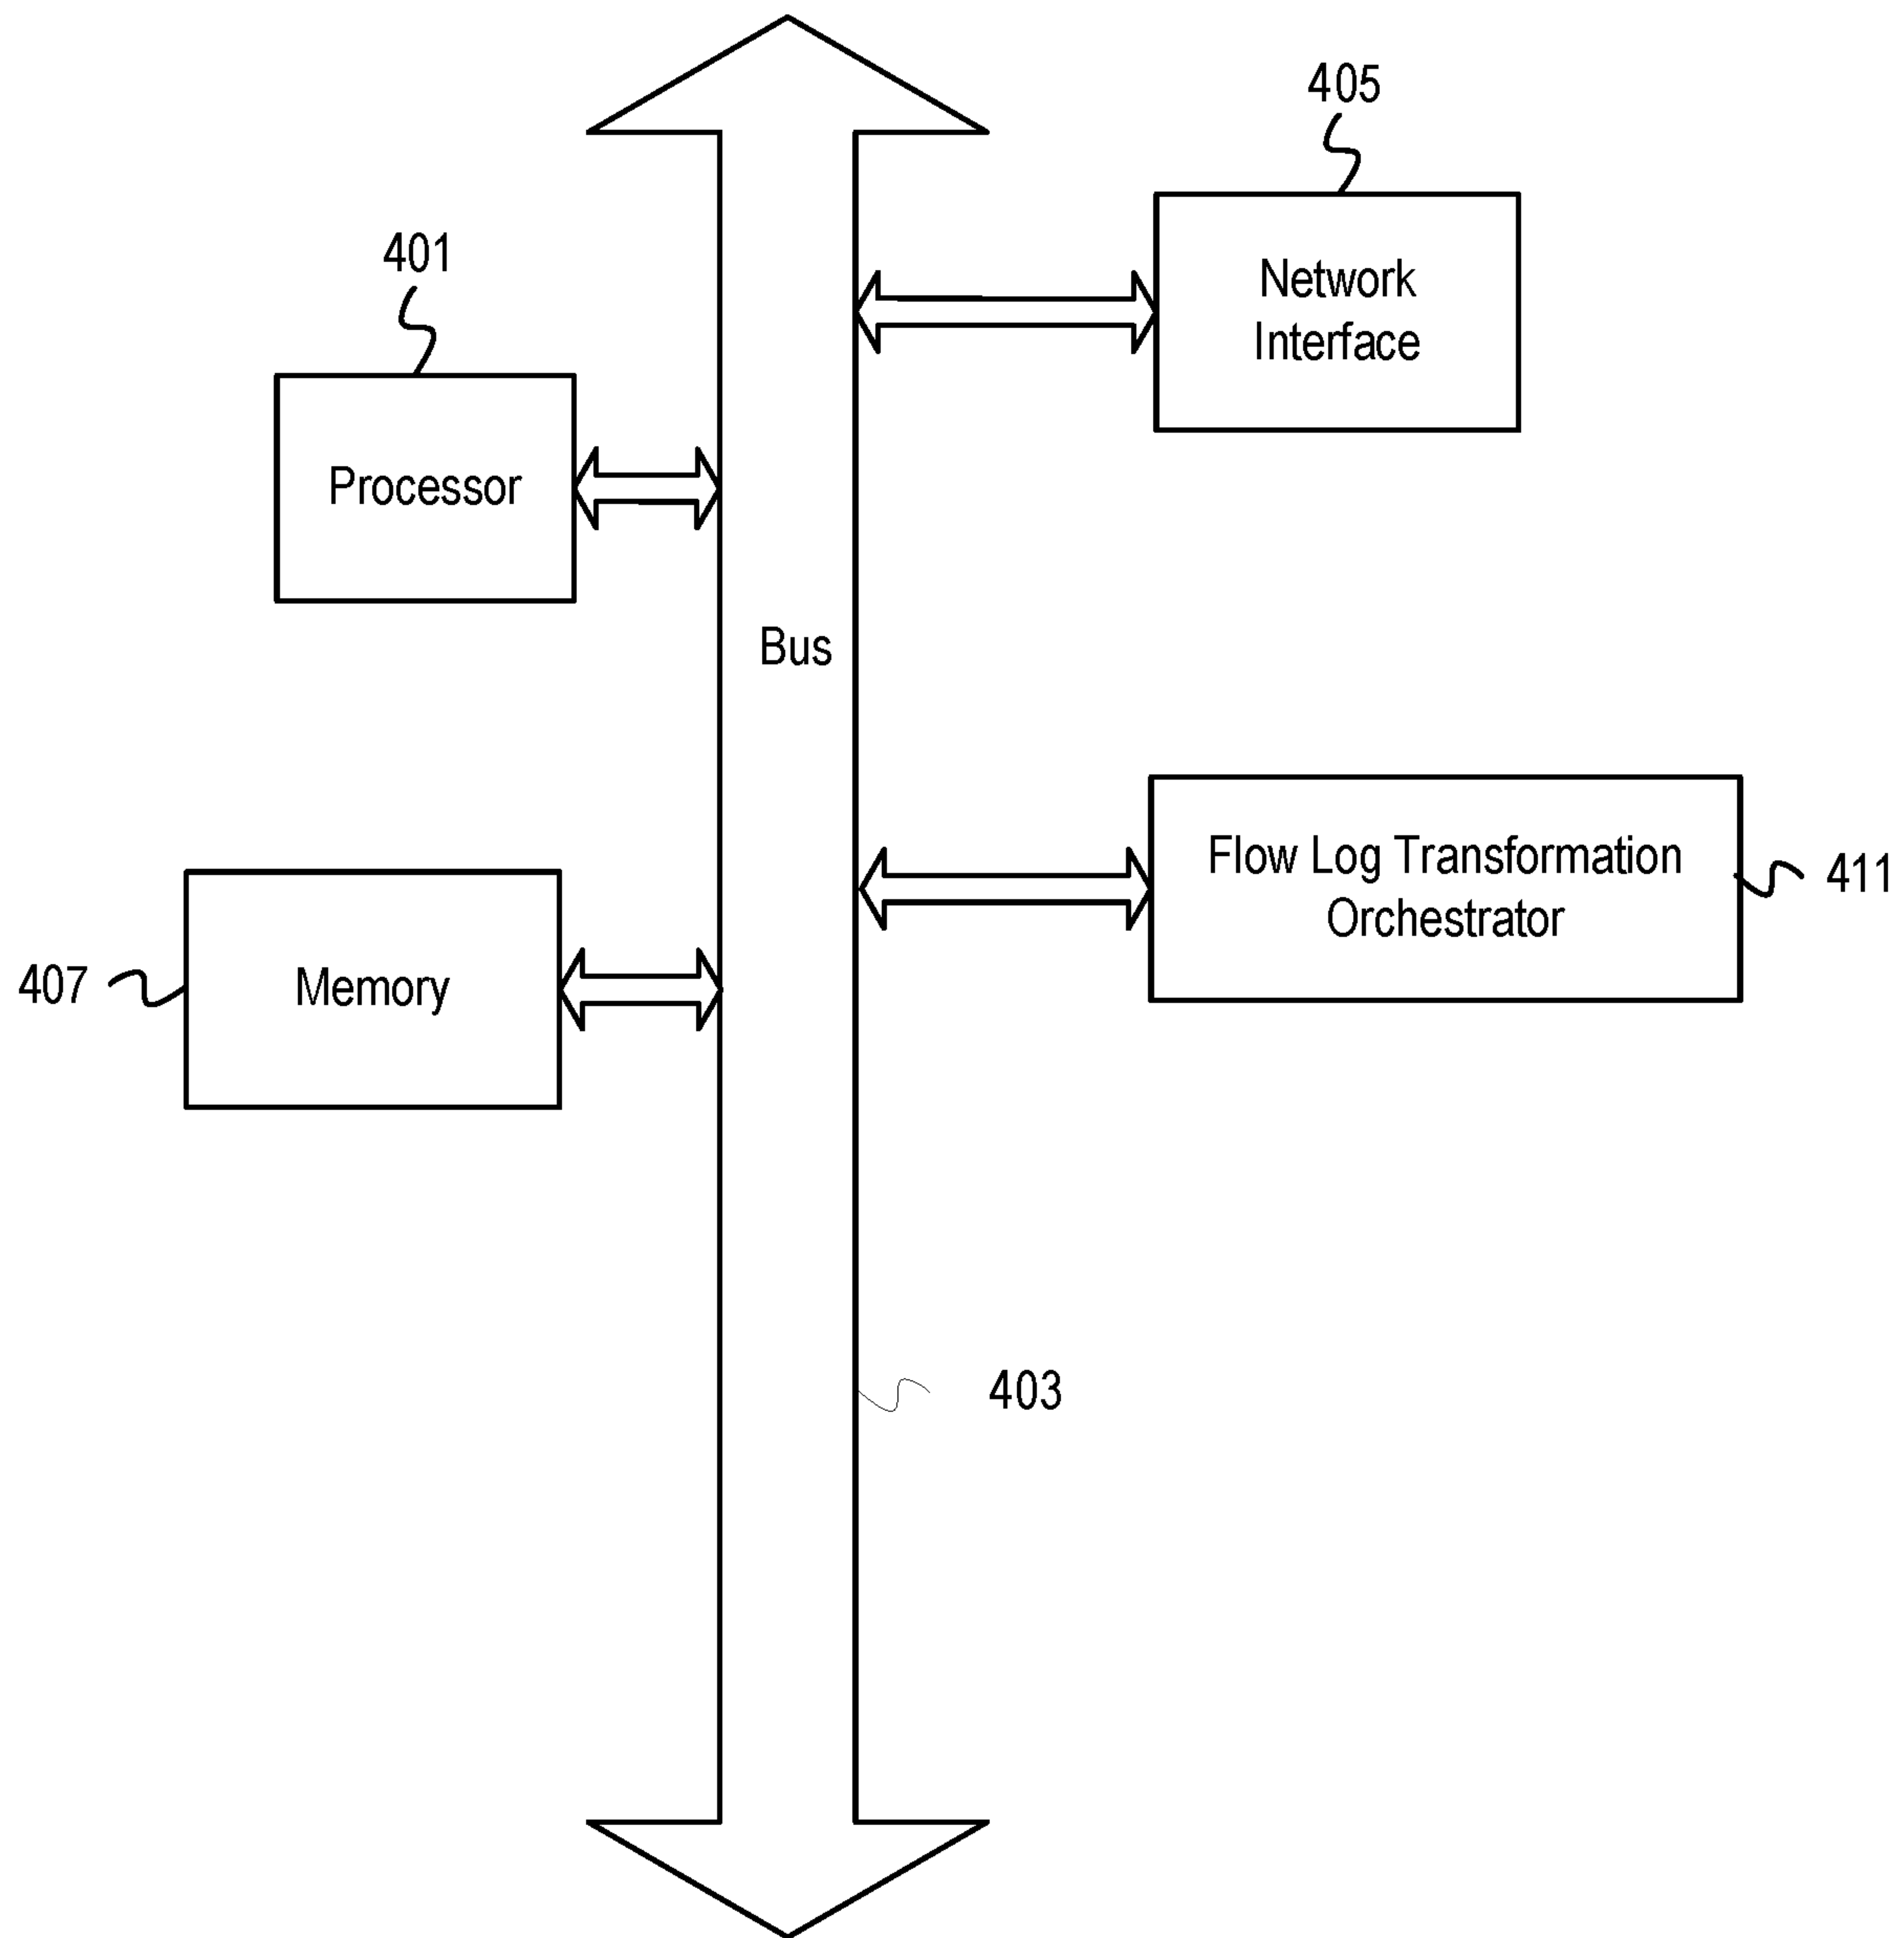 405
401
Network
Interface
Processor
Bus
Flow Log Transformation
Orchestrator
411
407
Memory
403